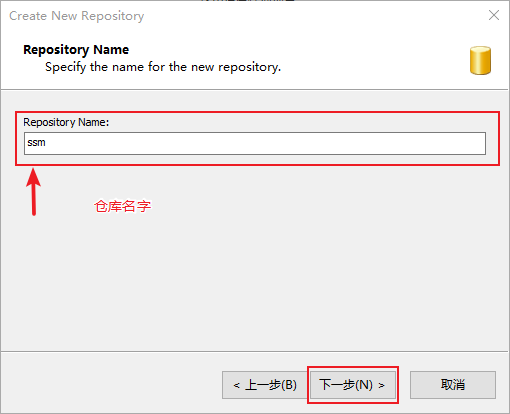 Create New Repository
Repository Name
Specify the name for the new repository.
Repository Name:
ssm
仓库名字
< 上一步(B)
下一步(N) >
取消